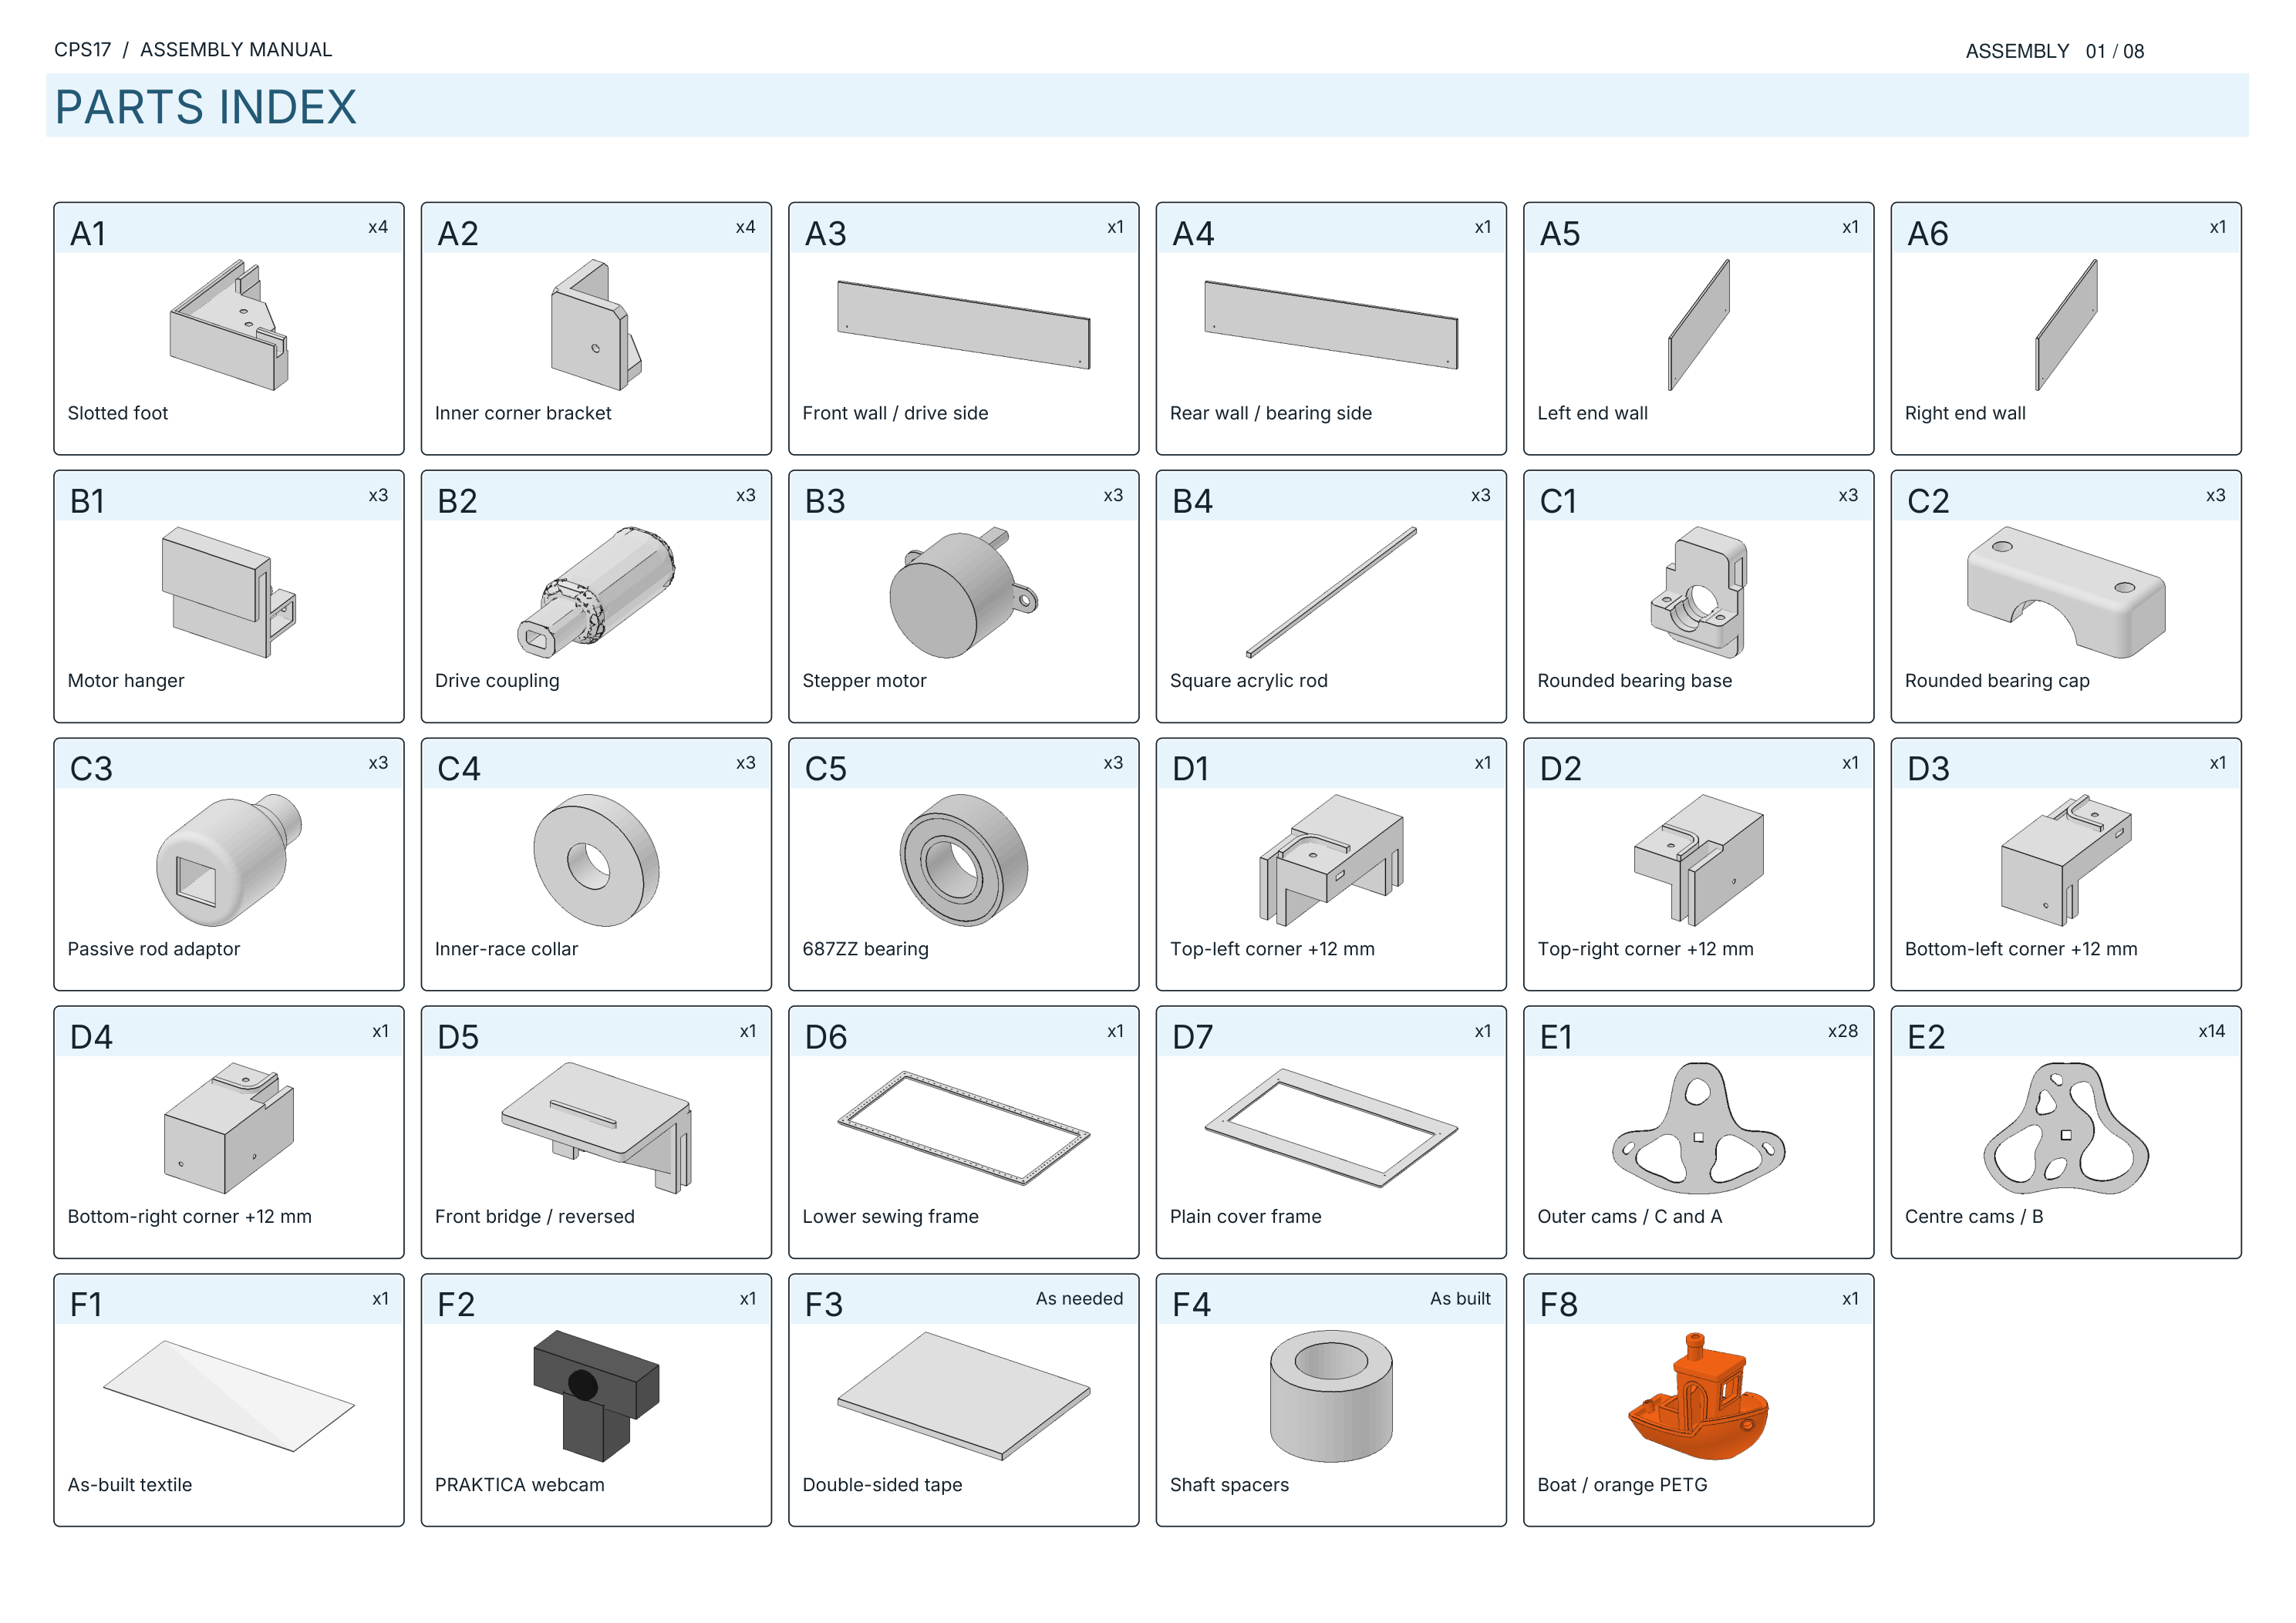 CPS17 / ASSEMBLY MANUAL
ASSEMBLY 01 / 08
PARTS INDEX
A1 x4
Slotted foot
A2 x4
Inner corner bracket
A3 x1
Front wall / drive side
A4 x1
Rear wall / bearing side
A5 x1
Left end wall
A6 x1
Right end wall
B1 x3
Motor hanger
B2 x3
Drive coupling
B3 x3
Stepper motor
B4 x3
Square acrylic rod
C1 x3
Rounded bearing base
C2 x3
Rounded bearing cap
C3 x3
Passive rod adaptor
C4 x3
Inner-race collar
C5 x3
687ZZ bearing
D1 x1
Top-left corner +12 mm
D2 x1
Top-right corner +12 mm
D3 x1
Bottom-left corner +12 mm
D4 x1
Bottom-right corner +12 mm
D5 x1
Front bridge / reversed
D6 x1
Lower sewing frame
D7 x1
Plain cover frame
E1 x28
Outer cams / C and A
E2 x14
Centre cams / B
F1 x1
As-built textile
F2 x1
PRAKTICA webcam
F3 As needed
Double-sided tape
F4 As built
Shaft spacers
F8 x1
Boat / orange PETG